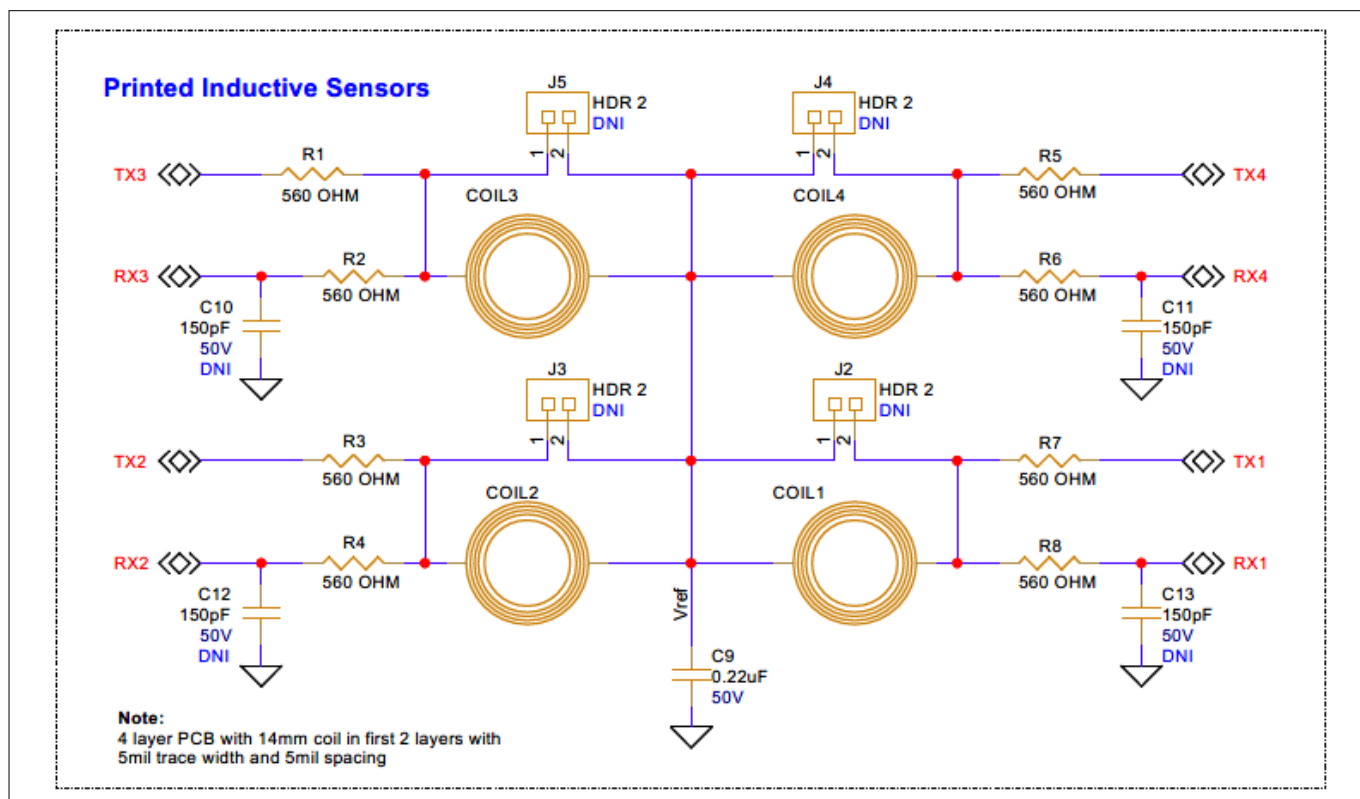 Printed Inductive Sensors
J5
HDR 2
DNI
1
2
J4
HDR 2
DNI
1
2
TX3
R1
560 OHM
COIL3
COIL4
R5
560 OHM
TX4
RX3
R2
560 OHM
R6
560 OHM
RX4
C10
150pF
50V
DNI
C11
150pF
50V
DNI
J3
HDR 2
DNI
1
2
J2
HDR 2
DNI
1
2
TX2
R3
560 OHM
COIL2
COIL1
R7
560 OHM
TX1
RX2
R4
560 OHM
R8
560 OHM
RX1
C12
150pF
50V
DNI
Vref
C13
150pF
50V
DNI
C9
0.22uF
50V
Note:
4 layer PCB with 14mm coil in first 2 layers with
5mil trace width and 5mil spacing